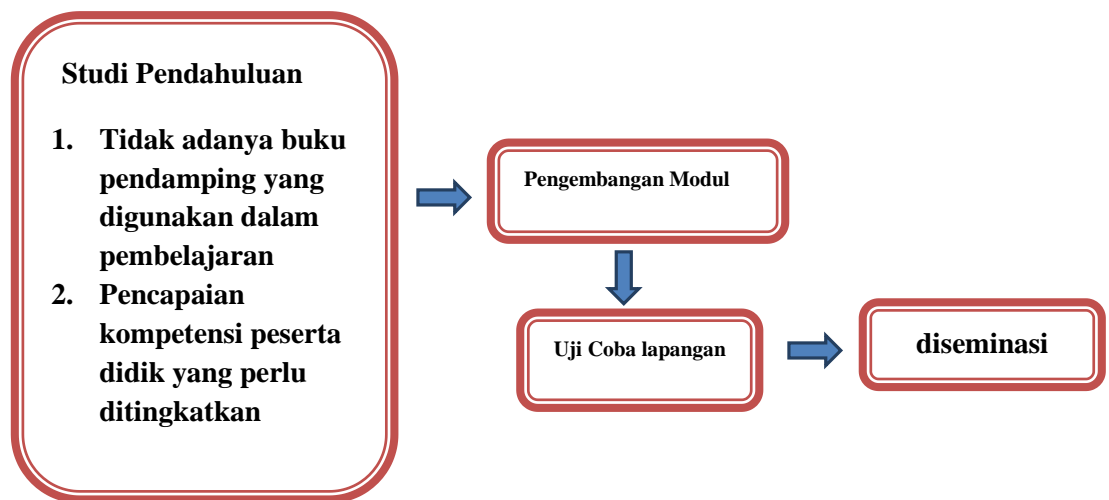 Studi Pendahuluan
1. Tidak adanya buku
pendamping yang
digunakan dalam
pembelajaran
2. Pencapaian
kompetensi peserta
didik yang perlu
ditingkatkan
Pengembangan Modul
Uji Coba lapangan
diseminasi